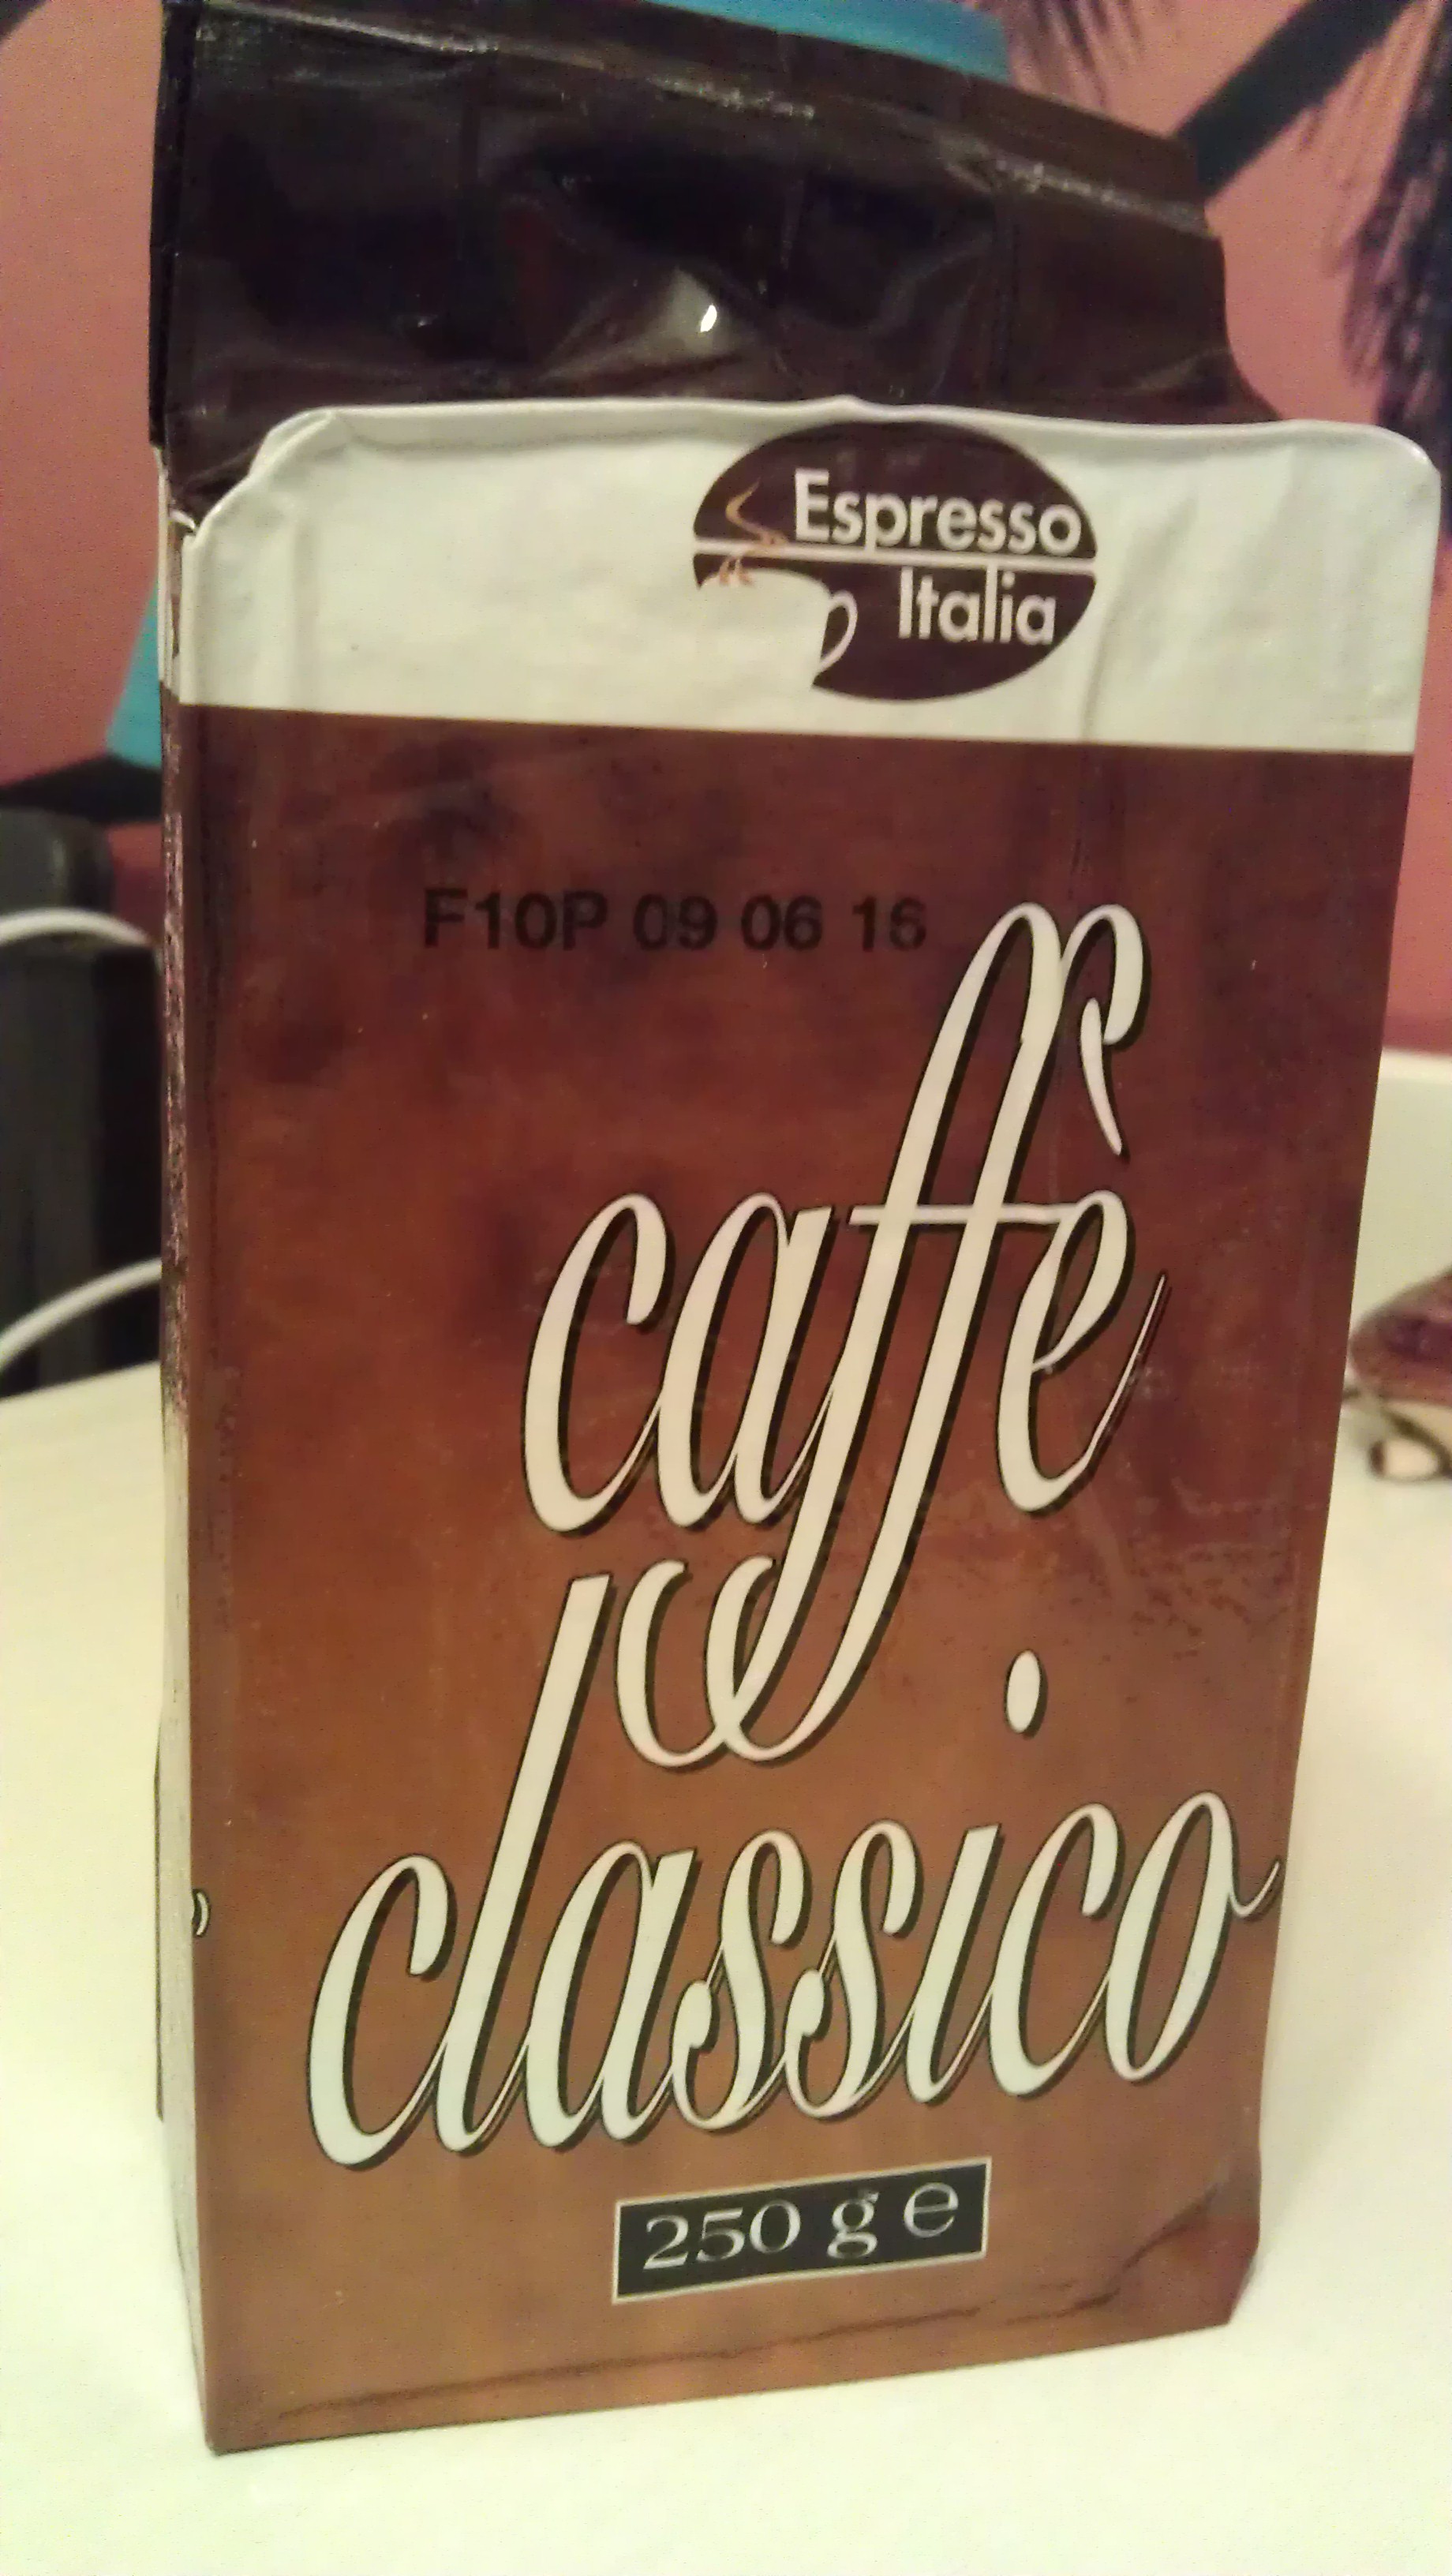 Espresso
Italia
F10P 09 06 16
caffè
classico
250 g e